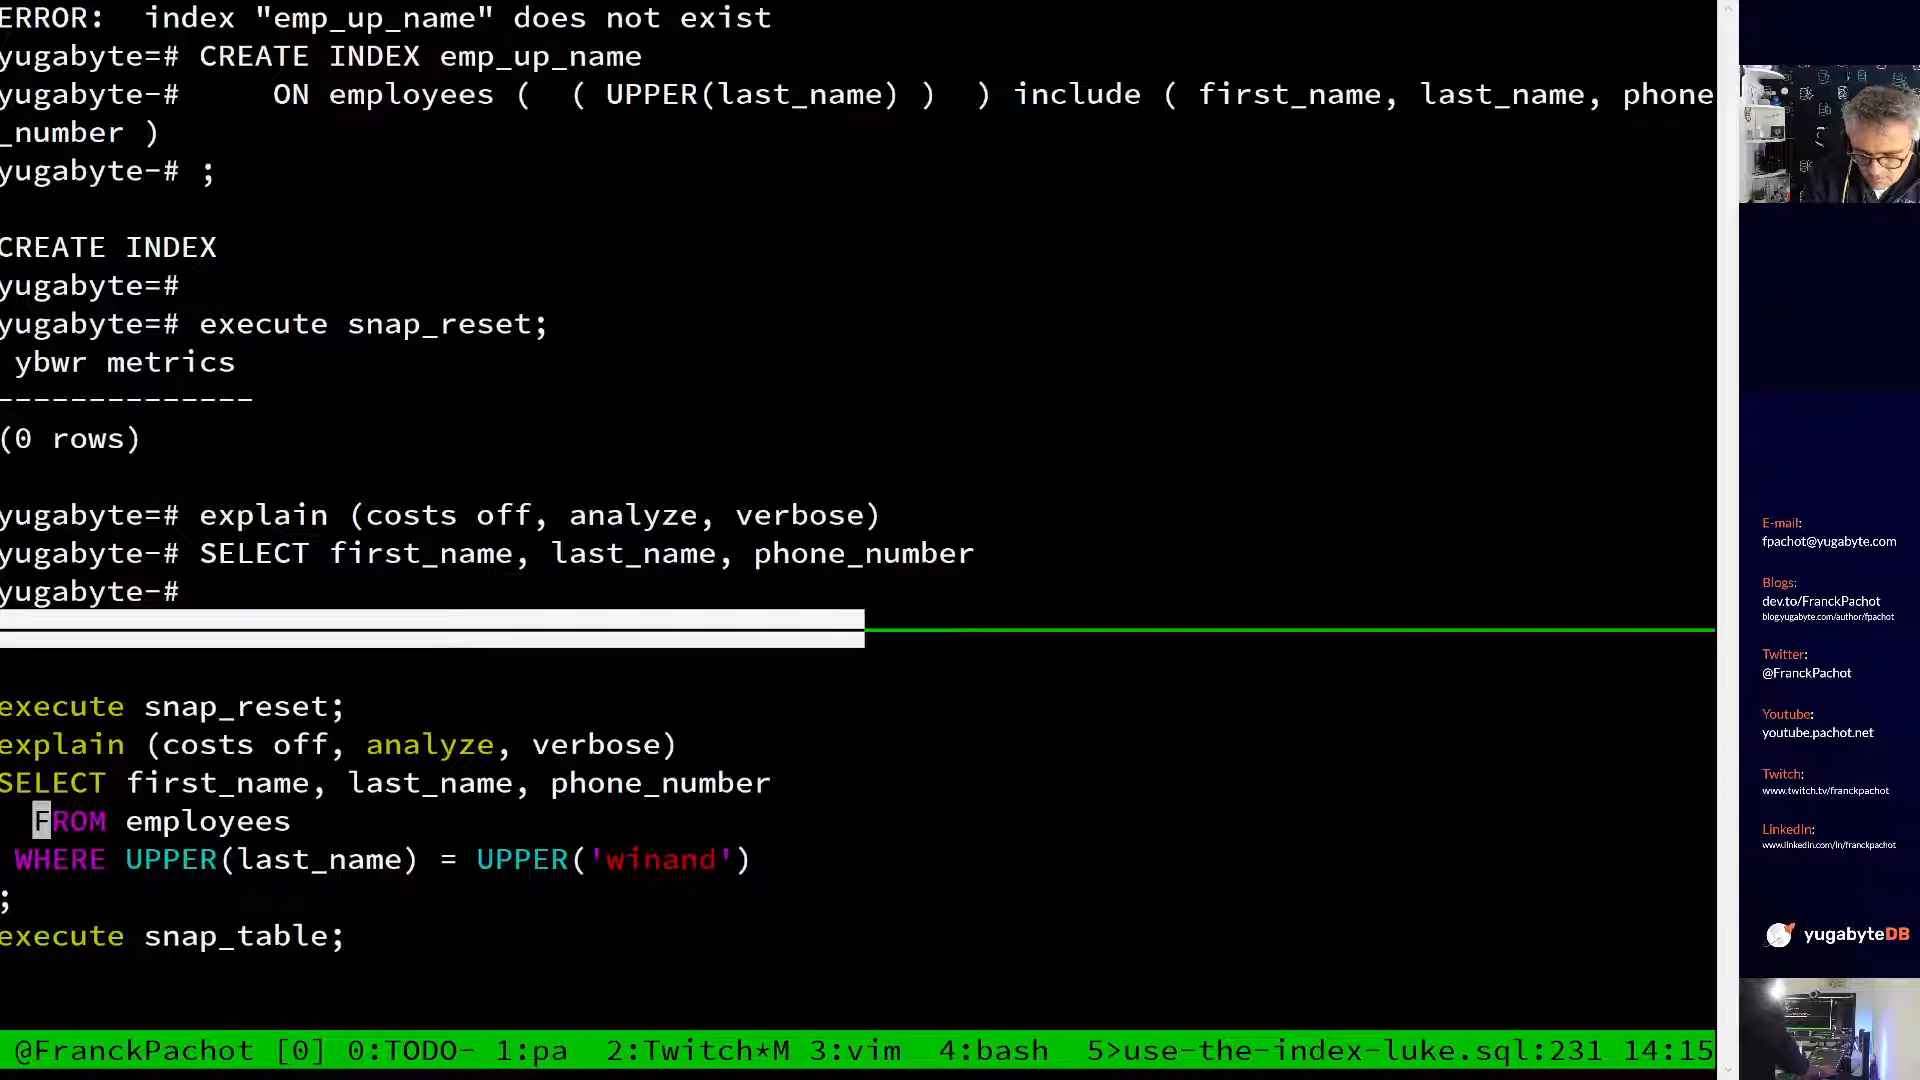 ERROR:  index "emp_up_name" does not exist
yugabyte=# CREATE INDEX emp_up_name
yugabyte-#     ON employees (  ( UPPER(last_name) )  ) include ( first_name, last_name, phone
_number )
yugabyte-# ;
CREATE INDEX
yugabyte=#
yugabyte=# execute snap_reset;
 ybwr metrics
--------------
(0 rows)
yugabyte=# explain (costs off, analyze, verbose)
yugabyte-# SELECT first_name, last_name, phone_number
yugabyte-#
execute snap_reset;
explain (costs off, analyze, verbose)
SELECT first_name, last_name, phone_number
  FROM employees
 WHERE UPPER(last_name) = UPPER('winand')
;
execute snap_table;
@FranckPachot [0] 0:TODO- 1:pa  2:Twitch*M 3:vim  4:bash  5>use-the-index-luke.sql:231 14:15
E-mail:
fpachot@yugabyte.com
Blogs:
dev.to/FranckPachot
blog.yugabyte.com/author/fpachot
Twitter:
@FranckPachot
Youtube:
youtube.pachot.net
Twitch:
www.twitch.tv/franckpachot
LinkedIn:
www.linkedin.com/in/franckpachot
yugabyteDB